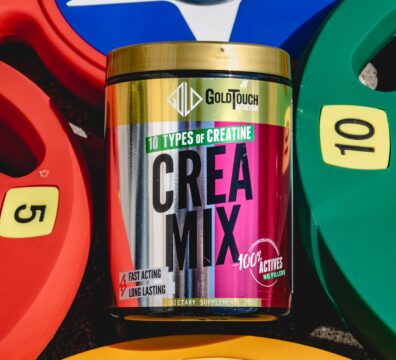 GOLDTOUCH
NUTRITION
10 TYPES OF CREATINE
CREA
MIX
100%
ACTIVES
NO FILLERS
FAST ACTING
LONG LASTING
DIETARY SUPPLEMENT
5
10